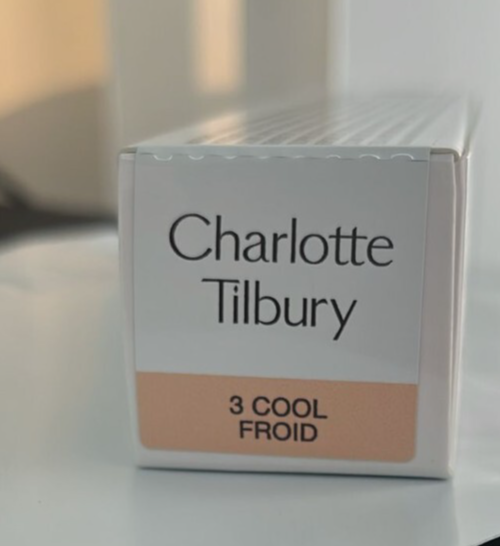 Charlotte
Tilbury
3 COOL
FROID